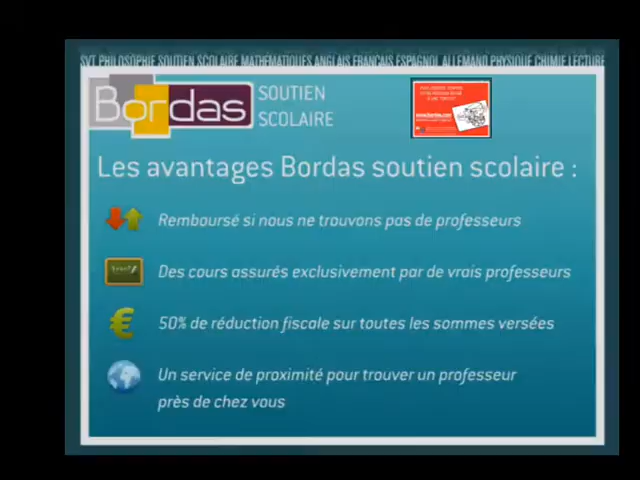 SVT PHILOSOPHIE SOUTIEN SCOLAIRE MATHÉMATIQUES ANGLAIS FRANÇAIS ESPAGNOL ALLEMAND PHYSIQUE CHIMIE LECTURE
Bordas SOUTIEN
SCOLAIRE
Les avantages Bordas soutien scolaire :
Remboursé si nous ne trouvons pas de professeurs
Des cours assurés exclusivement par de vrais professeurs
50% de réduction fiscale sur toutes les sommes versées
Un service de proximité pour trouver un professeur
près de chez vous